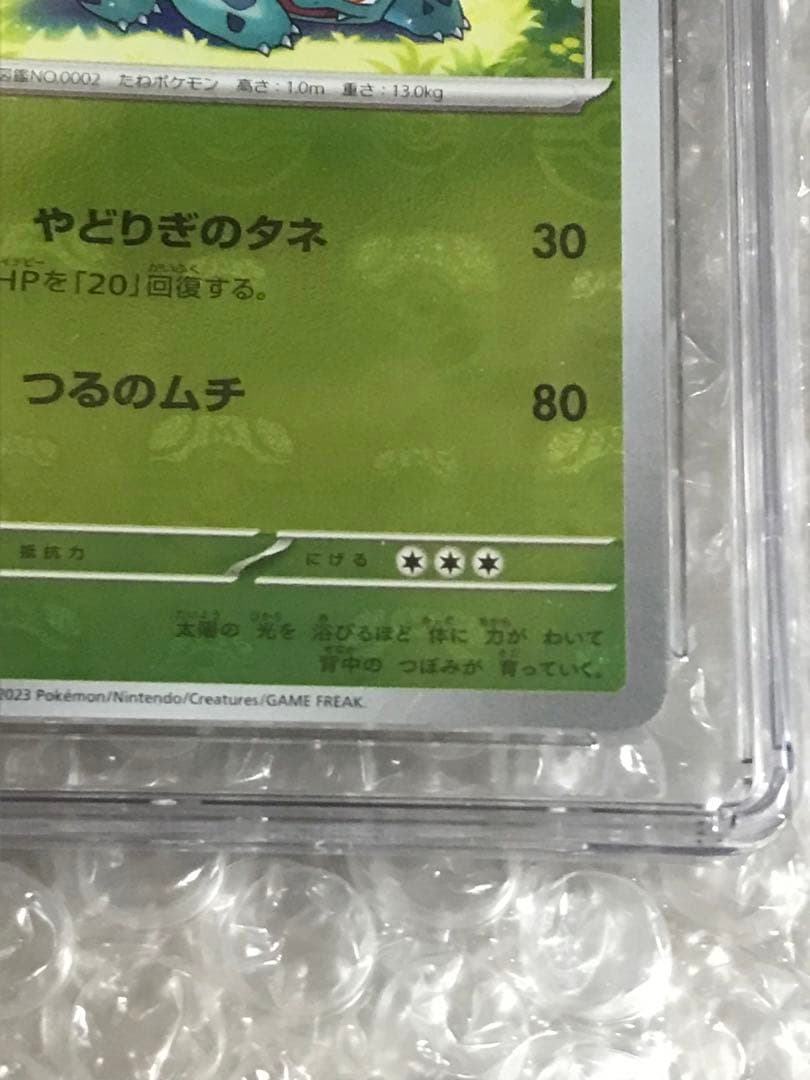 図鑑NO.0002 たねポケモン 高さ:1.0m 重さ:13.0kg
やどりぎのタネ 30
HPを「20」回復する。
つるのムチ 80
抵抗力 にげる
太陽の 光を 浴びるほど 体に 力が わいて
背中の つぼみが 育っていく。
2023 Pokémon/Nintendo/Creatures/GAME FREAK.